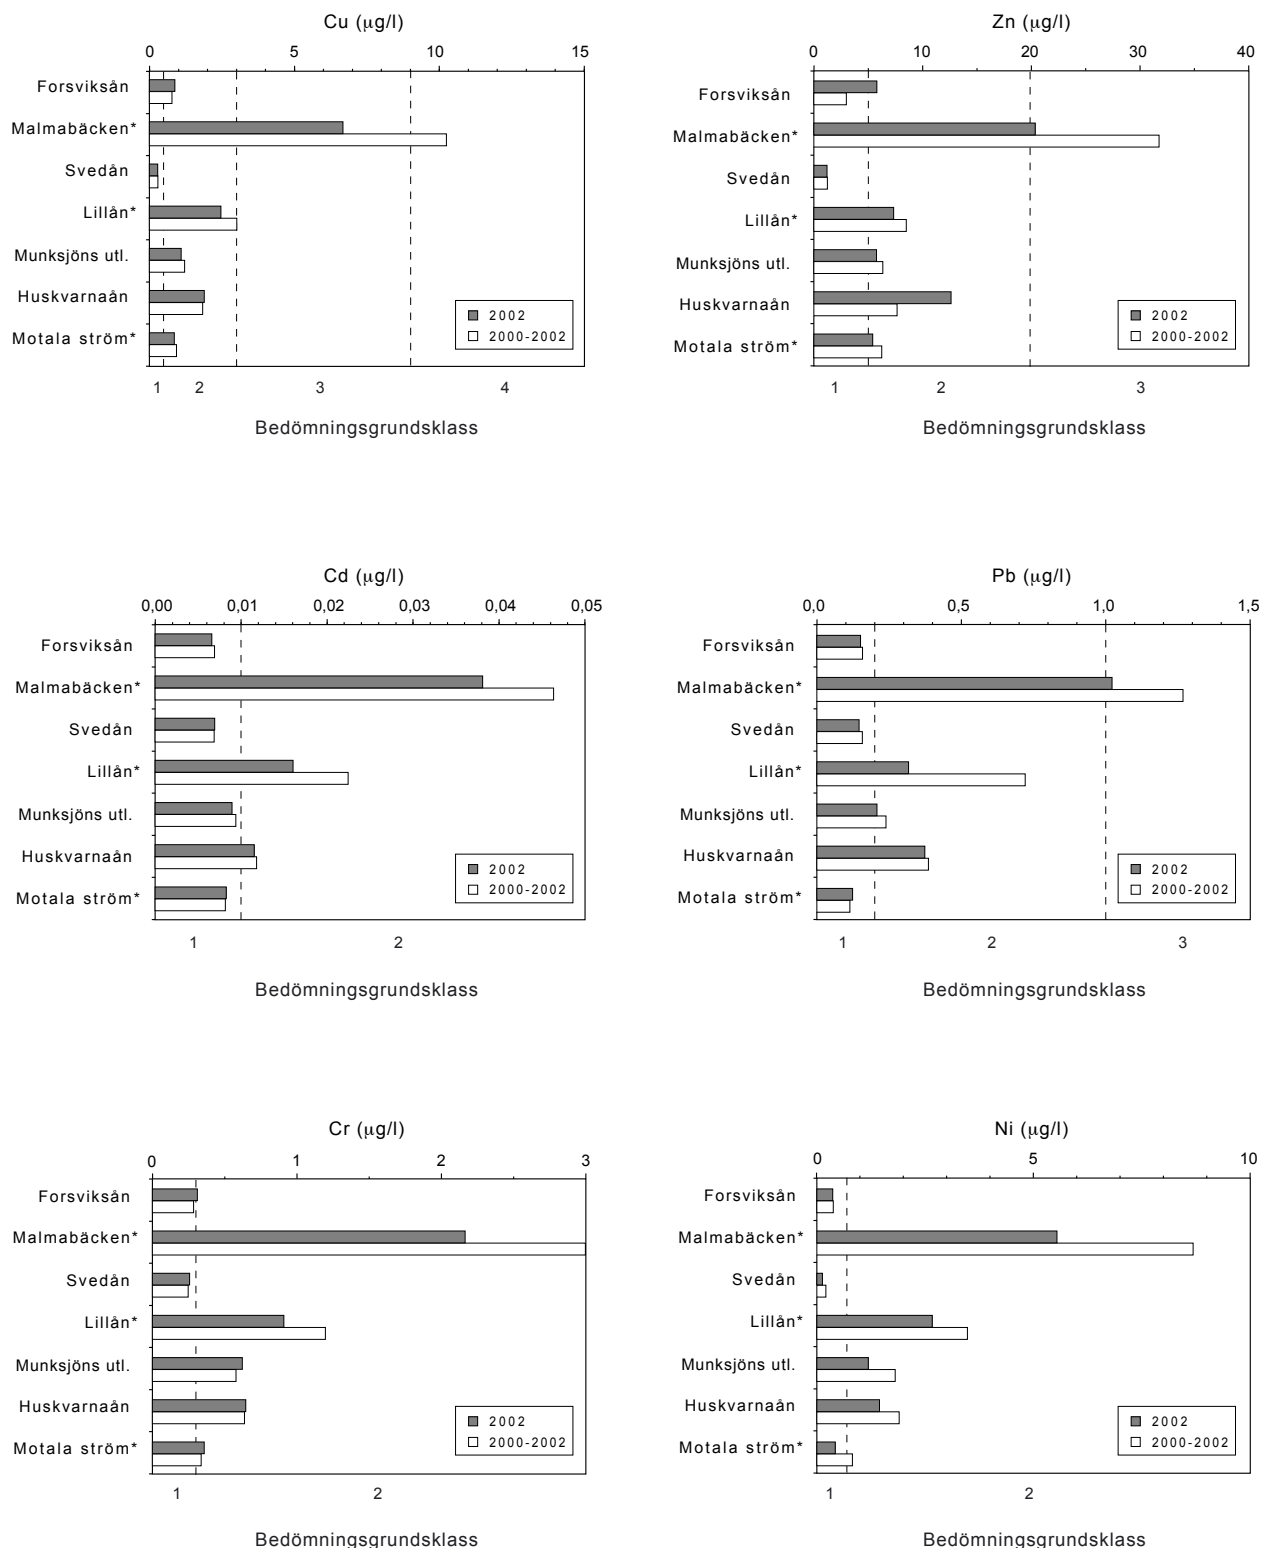 Cu (µg/l)
0 5 10 15
Forsviksån
Malmabäcken*
Svedån
Lillån*
Munksjöns utl.
Huskvarnaån
Motala ström*
2002
2000-2002
1 2 3 4
Bedömningsgrundsklass
Zn (µg/l)
0 10 20 30 40
Forsviksån
Malmabäcken*
Svedån
Lillån*
Munksjöns utl.
Huskvarnaån
Motala ström*
2002
2000-2002
1 2 3
Bedömningsgrundsklass
Cd (µg/l)
0,00 0,01 0,02 0,03 0,04 0,05
Forsviksån
Malmabäcken*
Svedån
Lillån*
Munksjöns utl.
Huskvarnaån
Motala ström*
2002
2000-2002
1 2
Bedömningsgrundsklass
Pb (µg/l)
0,0 0,5 1,0 1,5
Forsviksån
Malmabäcken*
Svedån
Lillån*
Munksjöns utl.
Huskvarnaån
Motala ström*
2002
2000-2002
1 2 3
Bedömningsgrundsklass
Cr (µg/l)
0 1 2 3
Forsviksån
Malmabäcken*
Svedån
Lillån*
Munksjöns utl.
Huskvarnaån
Motala ström*
2002
2000-2002
1 2
Bedömningsgrundsklass
Ni (µg/l)
0 5 10
Forsviksån
Malmabäcken*
Svedån
Lillån*
Munksjöns utl.
Huskvarnaån
Motala ström*
2002
2000-2002
1 2
Bedömningsgrundsklass